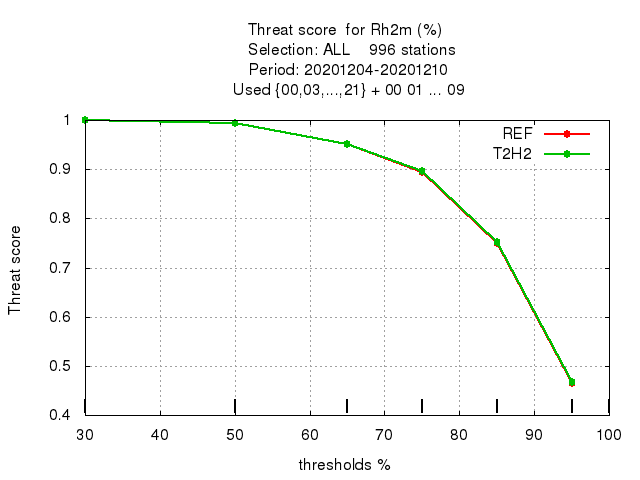 Threat score for Rh2m (%)
Selection: ALL 996 stations
Period: 20201204-20201210
Used {00,03,...,21} + 00 01 ... 09
REF
T2H2
1
0.9
0.8
0.7
0.6
0.5
0.4
Threat score
30 40 50 60 70 80 90 100
thresholds %